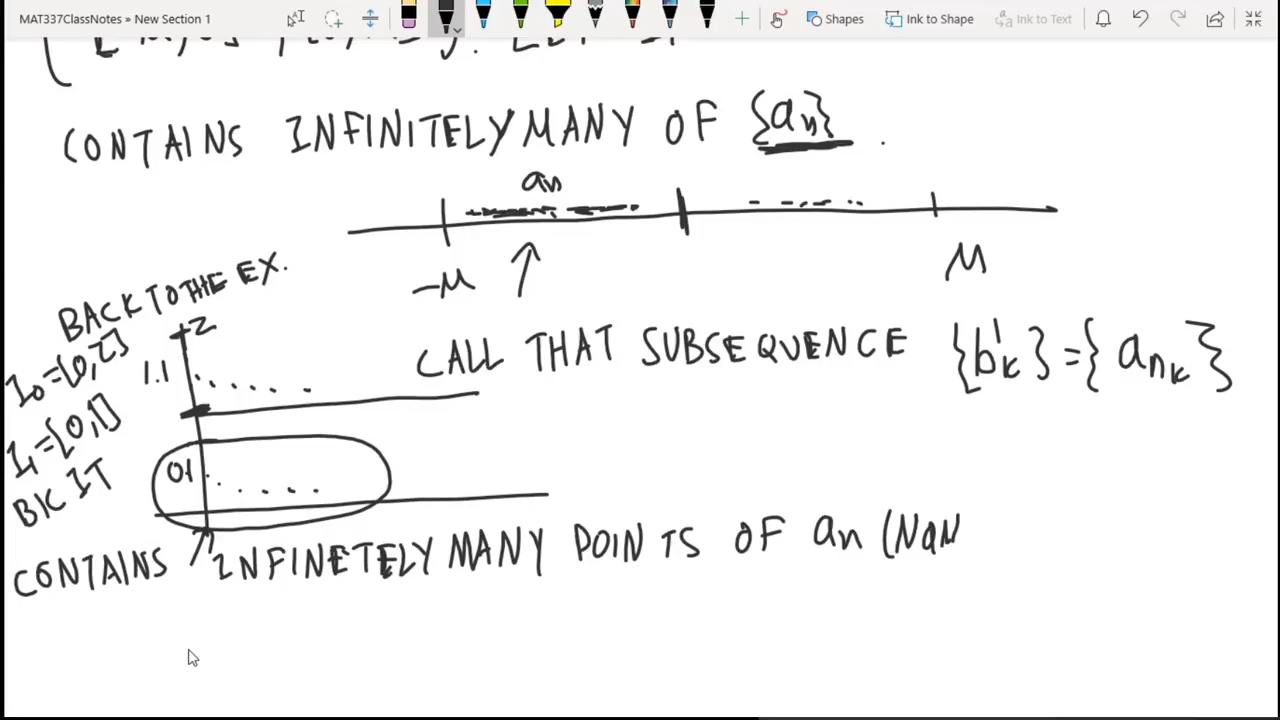 MAT337ClassNotes » New Section 1
Shapes
Ink to Shape
Ink to Text
CONTAINS INFINITELY MANY OF {an}.
an
-M
M
BACK TO THE EX.
2
I0=[0,2]
1.1
CALL THAT SUBSEQUENCE {b'k}={ank}
I1=[0,1]
0.1
B/C IT
CONTAINS INFINETELY MANY POINTS OF an (NaN